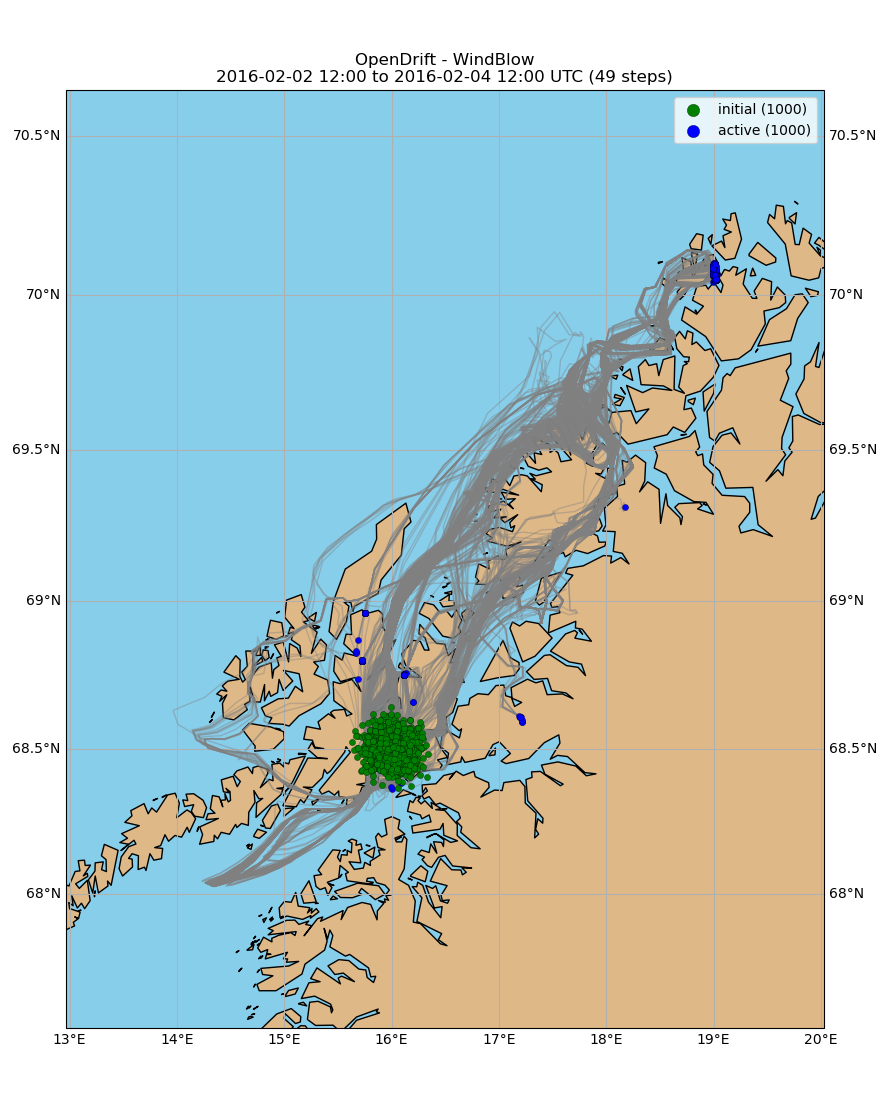 OpenDrift - WindBlow
2016-02-02 12:00 to 2016-02-04 12:00 UTC (49 steps)
initial (1000)
active (1000)
70.5°N 70.5°N
70°N 70°N
69.5°N 69.5°N
69°N 69°N
68.5°N 68.5°N
68°N 68°N
13°E 14°E 15°E 16°E 17°E 18°E 19°E 20°E